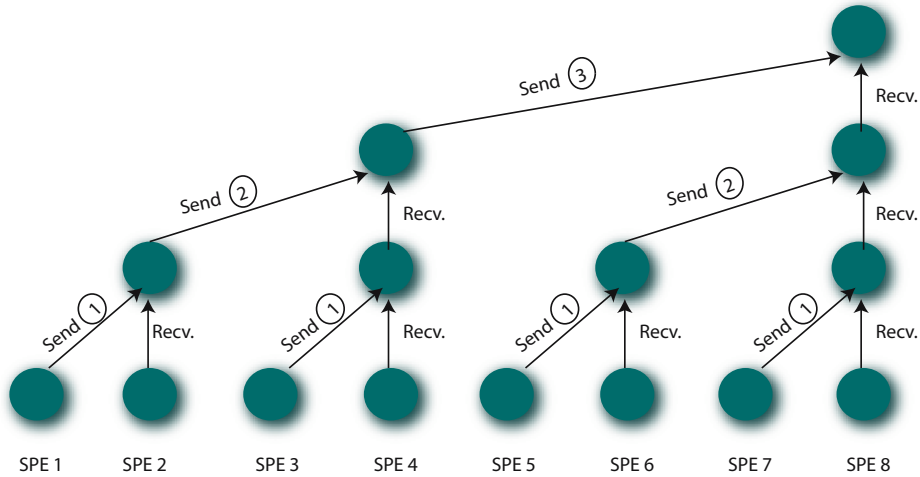 Send 3
Recv.
Send 2
Send 2
Recv.
Recv.
Send 1
Recv.
Send 1
Recv.
Send 1
Recv.
Send 1
Recv.
SPE 1 SPE 2 SPE 3 SPE 4 SPE 5 SPE 6 SPE 7 SPE 8